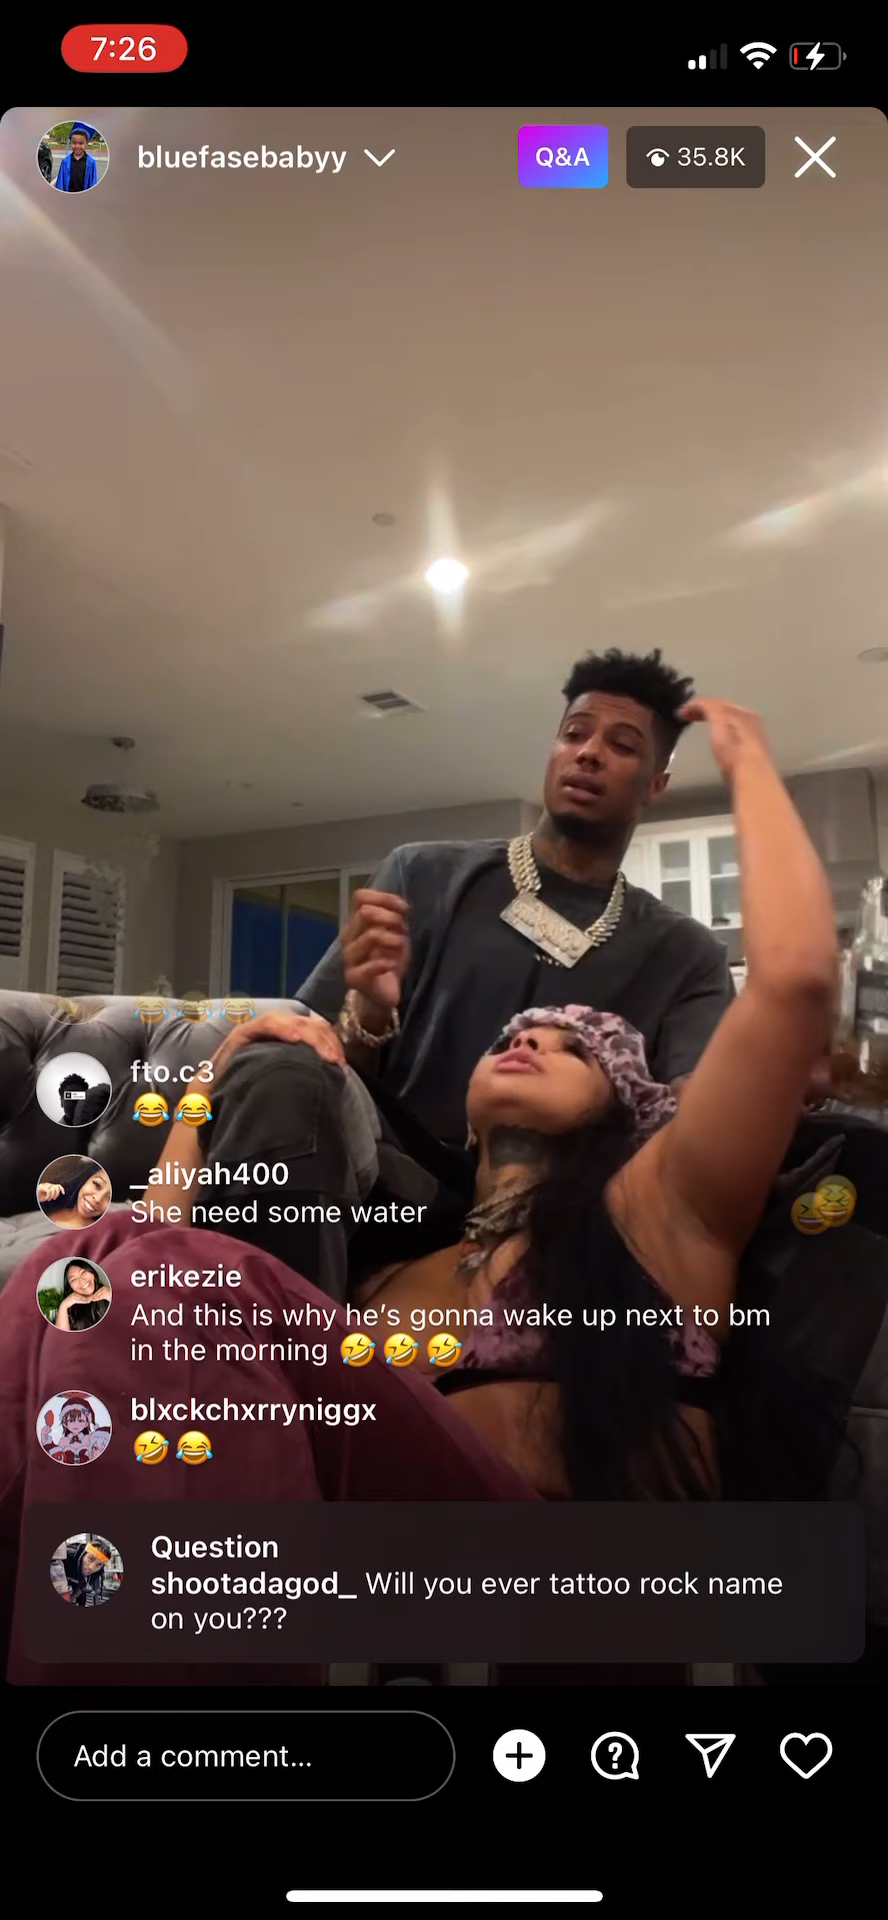 7:26
bluefasebabyy
Q&A
35.8K
😂😂😂
fto.c3
😂😂
_aliyah400
She need some water
erikezie
And this is why he's gonna wake up next to bm
in the morning 🤣🤣🤣
blxckchxrryniggx
🤣😂
Question
shootadagod_ Will you ever tattoo rock name
on you???
Add a comment...